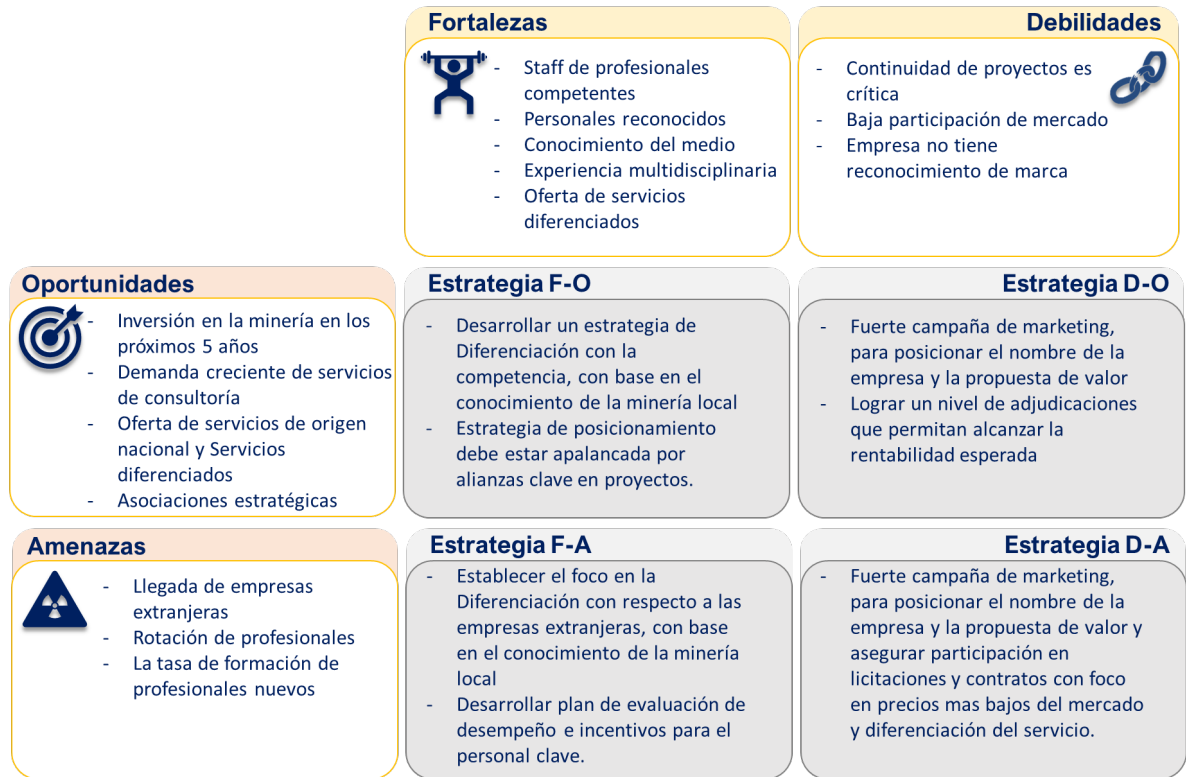 Fortalezas
- Staff de profesionales
competentes
- Personales reconocidos
- Conocimiento del medio
- Experiencia multidisciplinaria
- Oferta de servicios
diferenciados
Debilidades
- Continuidad de proyectos es
crítica
- Baja participación de mercado
- Empresa no tiene
reconocimiento de marca
Oportunidades
- Inversión en la minería en los
próximos 5 años
- Demanda creciente de servicios
de consultoría
- Oferta de servicios de origen
nacional y Servicios
diferenciados
- Asociaciones estratégicas
Estrategia F-O
- Desarrollar un estrategia de
Diferenciación con la
competencia, con base en el
conocimiento de la minería local
- Estrategia de posicionamiento
debe estar apalancada por
alianzas clave en proyectos.
Estrategia D-O
- Fuerte campaña de marketing,
para posicionar el nombre de la
empresa y la propuesta de valor
- Lograr un nivel de adjudicaciones
que permitan alcanzar la
rentabilidad esperada
Amenazas
- Llegada de empresas
extranjeras
- Rotación de profesionales
- La tasa de formación de
profesionales nuevos
Estrategia F-A
- Establecer el foco en la
Diferenciación con respecto a las
empresas extranjeras, con base
en el conocimiento de la minería
local
- Desarrollar plan de evaluación de
desempeño e incentivos para el
personal clave.
Estrategia D-A
- Fuerte campaña de marketing,
para posicionar el nombre de la
empresa y la propuesta de valor y
asegurar participación en
licitaciones y contratos con foco
en precios mas bajos del mercado
y diferenciación del servicio.